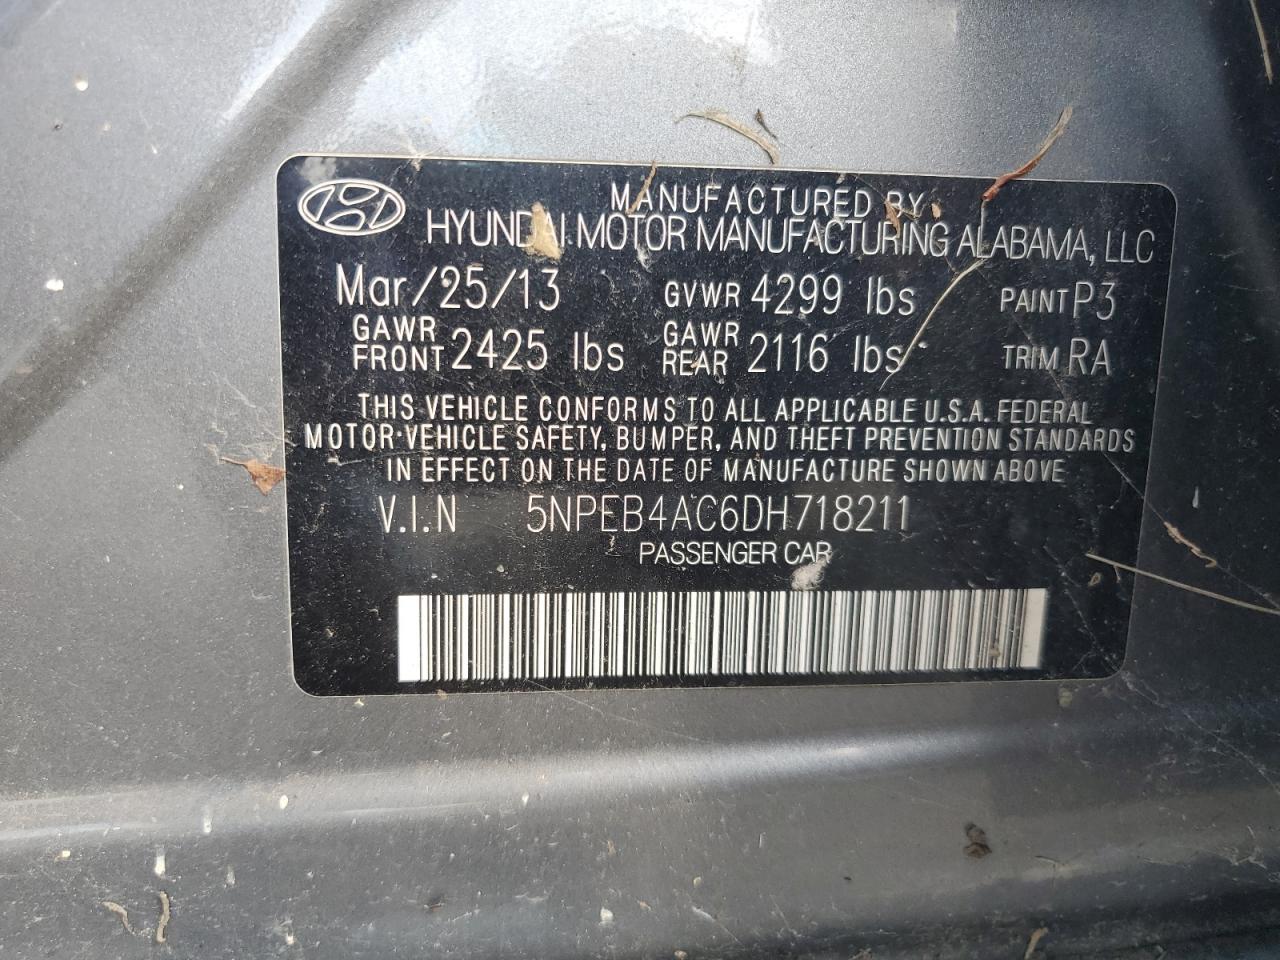 MANUFACTURED BY
HYUNDAI MOTOR MANUFACTURING ALABAMA, LLC
Mar/25/13 GVWR 4299 lbs PAINT P3
GAWR FRONT 2425 lbs GAWR REAR 2116 lbs TRIM RA
THIS VEHICLE CONFORMS TO ALL APPLICABLE U.S.A. FEDERAL
MOTOR VEHICLE SAFETY, BUMPER, AND THEFT PREVENTION STANDARDS
IN EFFECT ON THE DATE OF MANUFACTURE SHOWN ABOVE
V.I.N 5NPEB4AC6DH718211
PASSENGER CAR